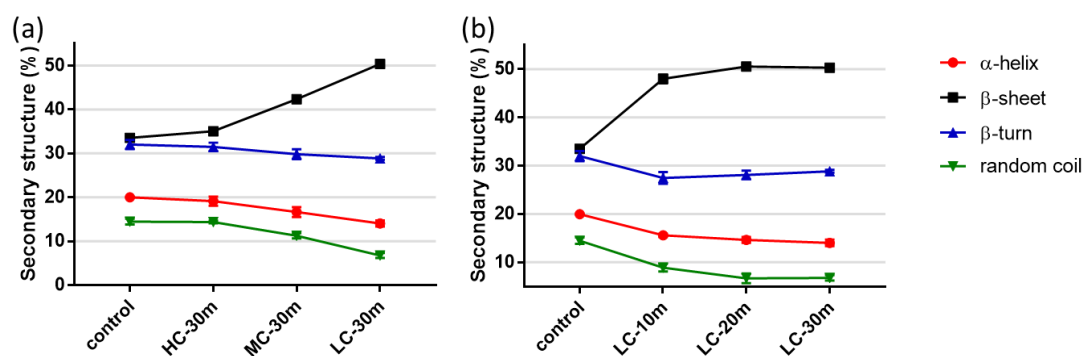 (a)
Secondary structure (%)
50
40
30
20
10
0
control
HC-30m
MC-30m
LC-30m
(b)
Secondary structure (%)
50
40
30
20
10
control
LC-10m
LC-20m
LC-30m
α-helix
β-sheet
β-turn
random coil